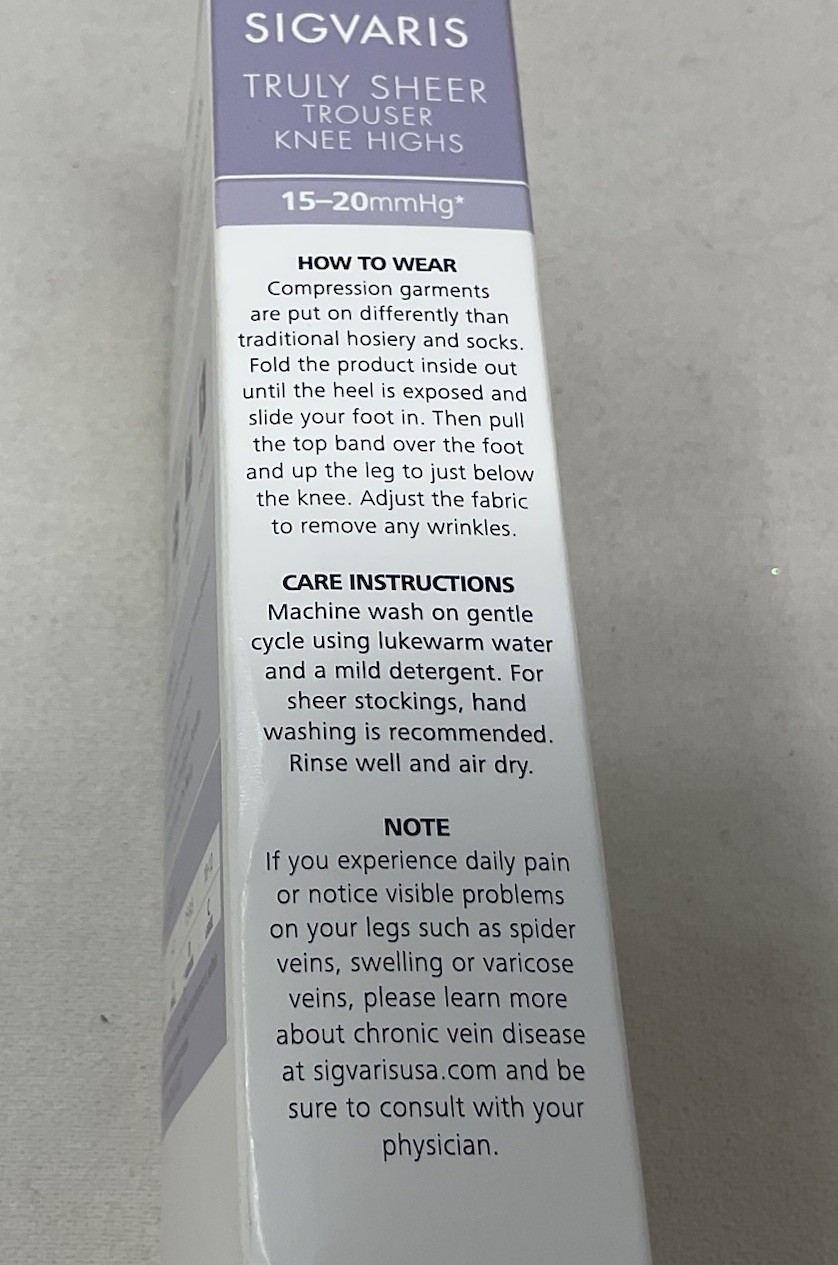 SIGVARIS
TRULY SHEER
TROUSER
KNEE HIGHS
15–20mmHg*
HOW TO WEAR
Compression garments
are put on differently than
traditional hosiery and socks.
Fold the product inside out
until the heel is exposed and
slide your foot in. Then pull
the top band over the foot
and up the leg to just below
the knee. Adjust the fabric
to remove any wrinkles.
CARE INSTRUCTIONS
Machine wash on gentle
cycle using lukewarm water
and a mild detergent. For
sheer stockings, hand
washing is recommended.
Rinse well and air dry.
NOTE
If you experience daily pain
or notice visible problems
on your legs such as spider
veins, swelling or varicose
veins, please learn more
about chronic vein disease
at sigvarisusa.com and be
sure to consult with your
physician.